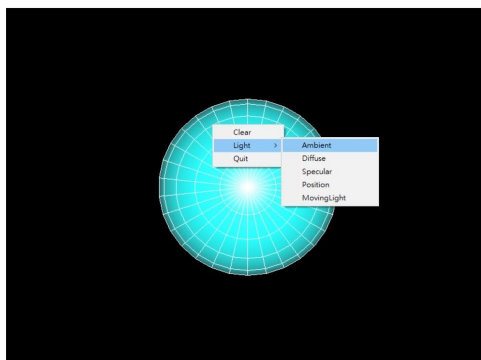 Clear
Light >
Quit
Ambient
Diffuse
Specular
Position
MovingLight